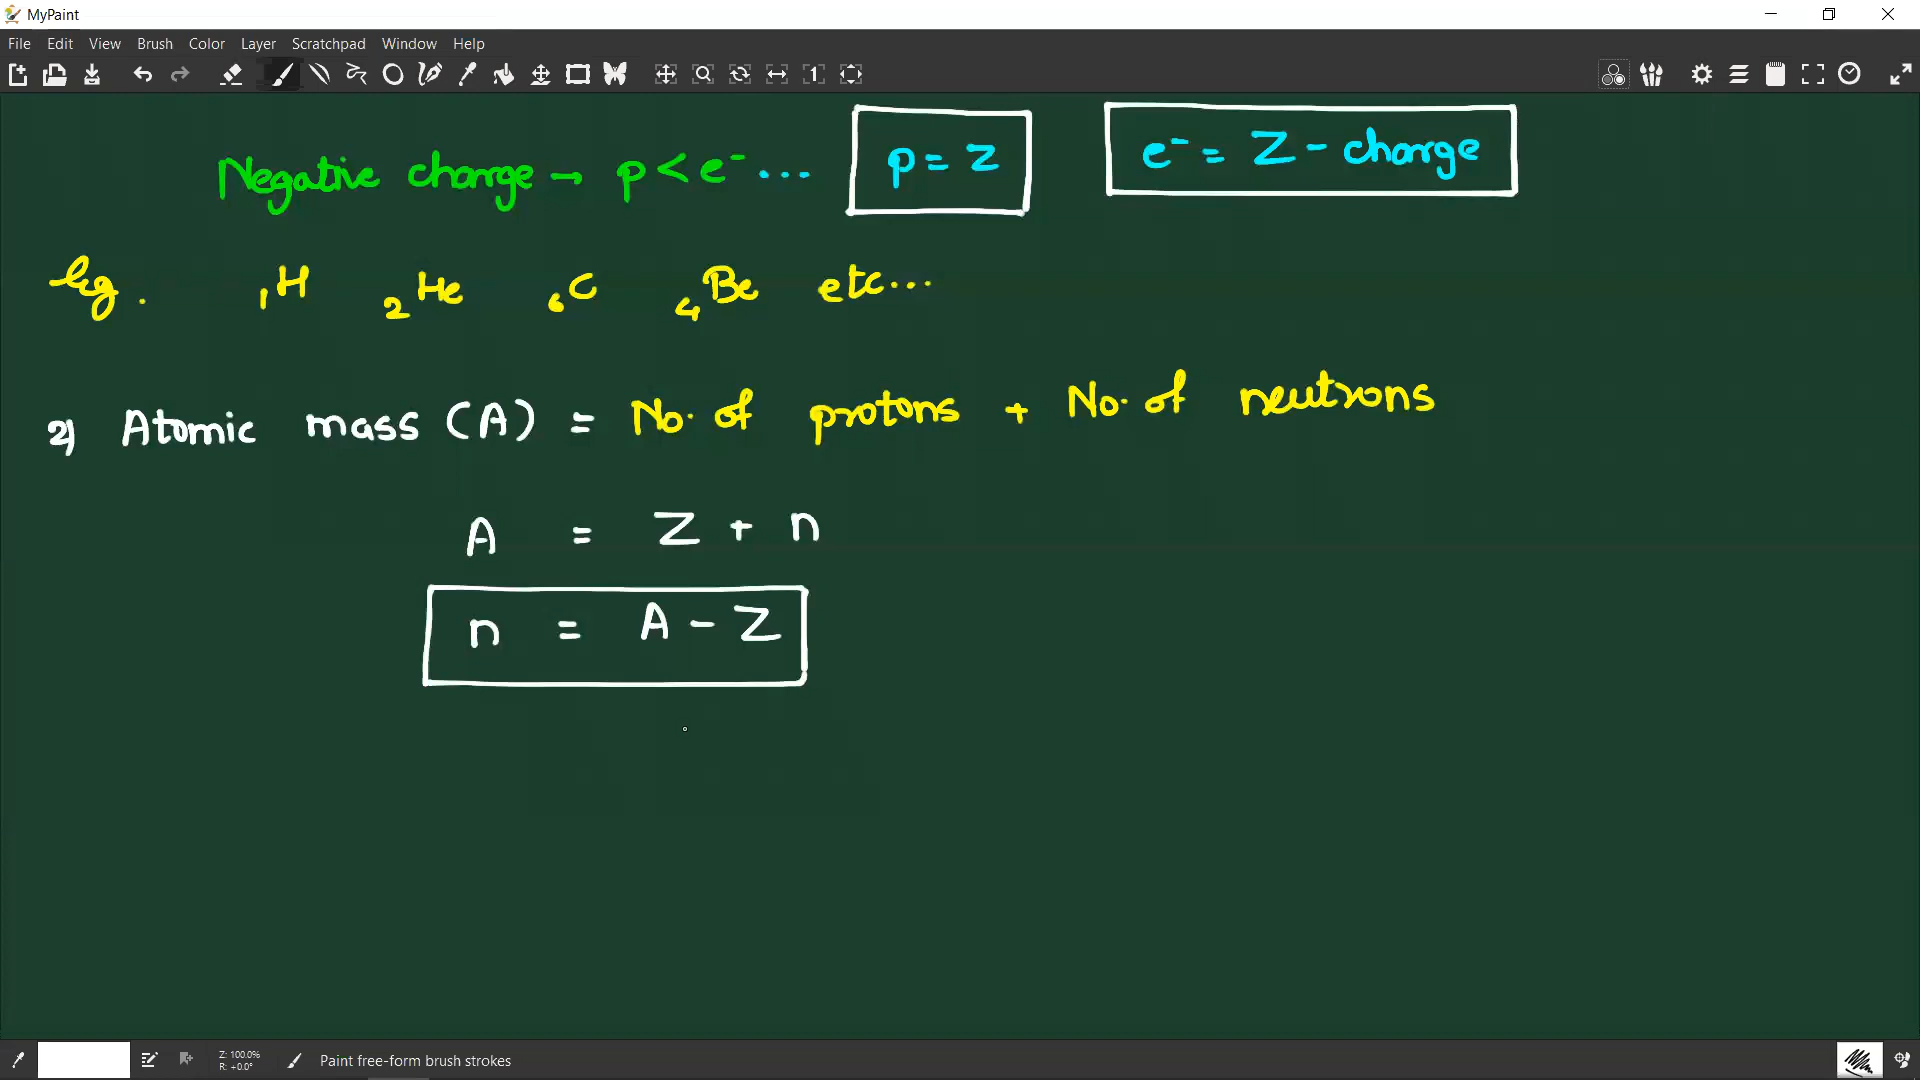 MyPaint
File Edit View Brush Color Layer Scratchpad Window Help
Negative charge → p < e⁻ ... p = Z e⁻ = Z - charge
Eg. ₁H ₂He ₆C ₄Be etc...
2) Atomic mass (A) = No. of protons + No. of neutrons
A = Z + n
n = A - Z
Z: 100.0%
R: +0.0°
Paint free-form brush strokes